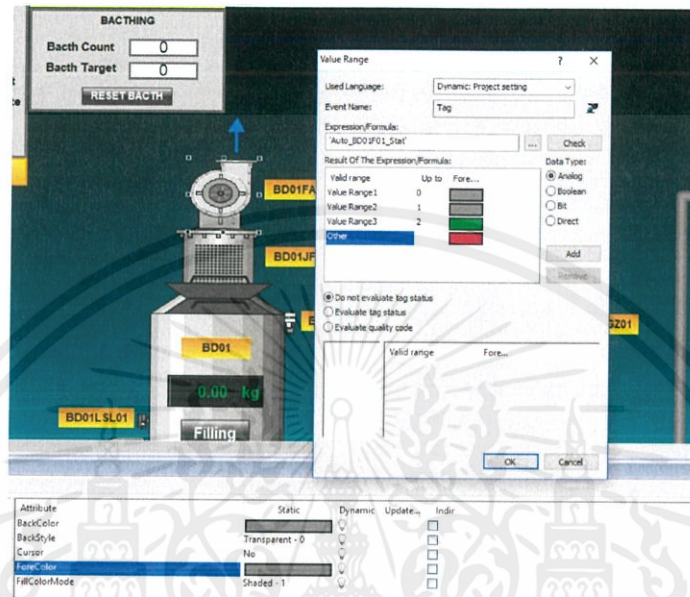 BACTHING
Bacth Count 0
Bacth Target 0
RESET BACTH
BD01FA
BD01JF
BD01
0.00 kg
BD01LSL01
Filling
GZ01
Value Range ? ×
Used Language: Dynamic: Project setting
Event Name: Tag
Expression/Formula:
'Auto_BD01F01_Stat' ... Check
Result Of The Expression/Formula: Data Type:
Valid range Up to Fore... Analog
Value Range1 0 Boolean
Value Range2 1 Bit
Value Range3 2 Direct
Other
Add
Remove
Do not evaluate tag status
Evaluate tag status
Evaluate quality code
Valid range Fore...
OK Cancel
Attribute Static Dynamic Update... Indir
BackColor
BackStyle Transparent - 0
Cursor No
ForeColor
FillColorMode Shaded - 1